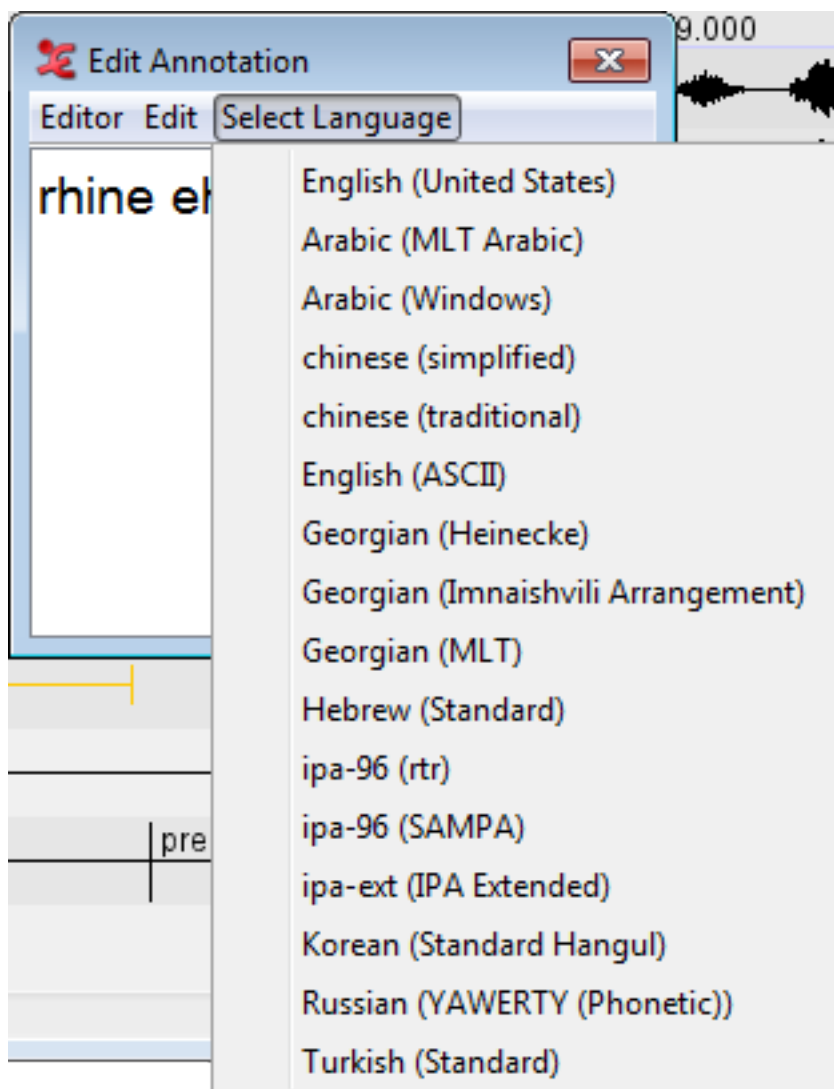 9.000
Edit Annotation
Editor Edit Select Language
rhine
English (United States)
Arabic (MLT Arabic)
Arabic (Windows)
chinese (simplified)
chinese (traditional)
English (ASCII)
Georgian (Heinecke)
Georgian (Imnaishvili Arrangement)
Georgian (MLT)
Hebrew (Standard)
ipa-96 (rtr)
ipa-96 (SAMPA)
pre
ipa-ext (IPA Extended)
Korean (Standard Hangul)
Russian (YAWERTY (Phonetic))
Turkish (Standard)